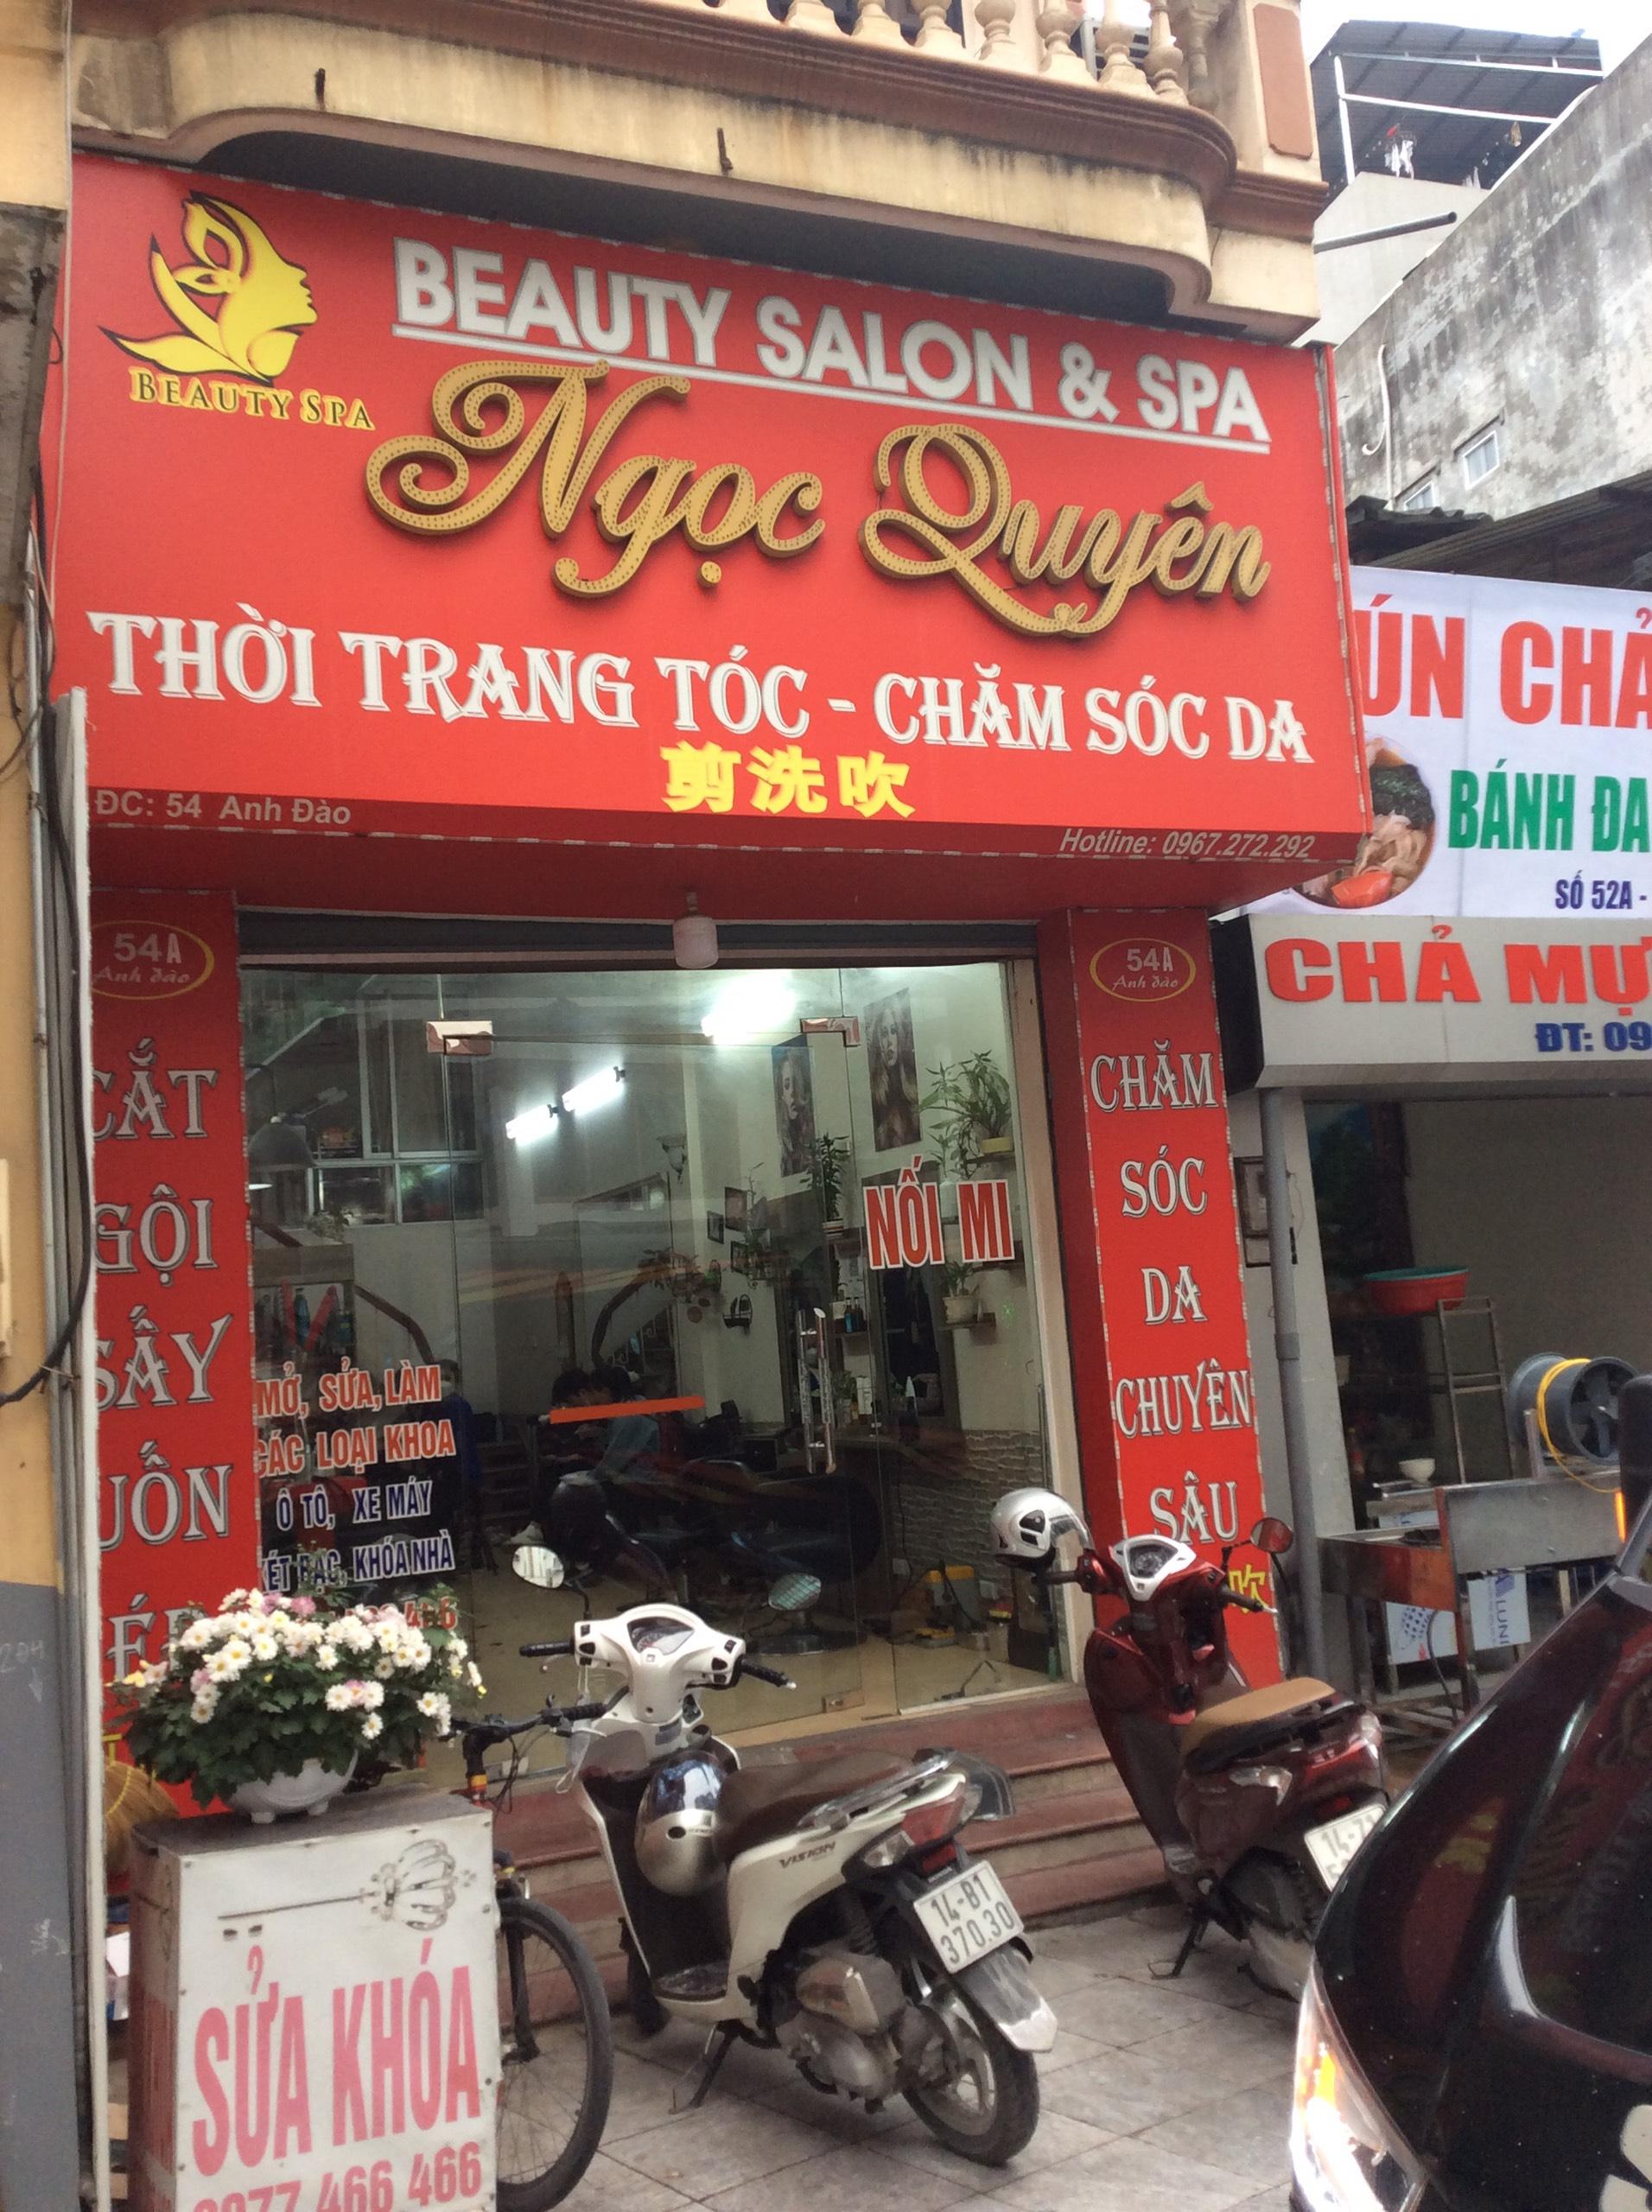 BEAUTY SALON & SPA
BEAUTY SPA
Ngọc Quyên
THỜI TRANG TÓC - CHĂM SÓC DA
剪洗吹
ĐC: 54 Anh Đào
Hotline: 0967.272.292
54A
Anh đào
CẮT
GỘI
SẤY
UỐN
54A
Anh đào
CHĂM
SÓC
DA
CHUYÊN
SÂU
吹
NỐI MI
MỞ, SỬA, LÀM
CÁC LOẠI KHOA
Ô TÔ, XE MÁY
KÉT BẠC, KHÓA NHÀ
466
SỬA KHÓA
0977 466 466
VISION
14-B1
370.30
ÚN CHẢ
BÁNH ĐA
SỐ 52A -
CHẢ MỰ
ĐT: 09